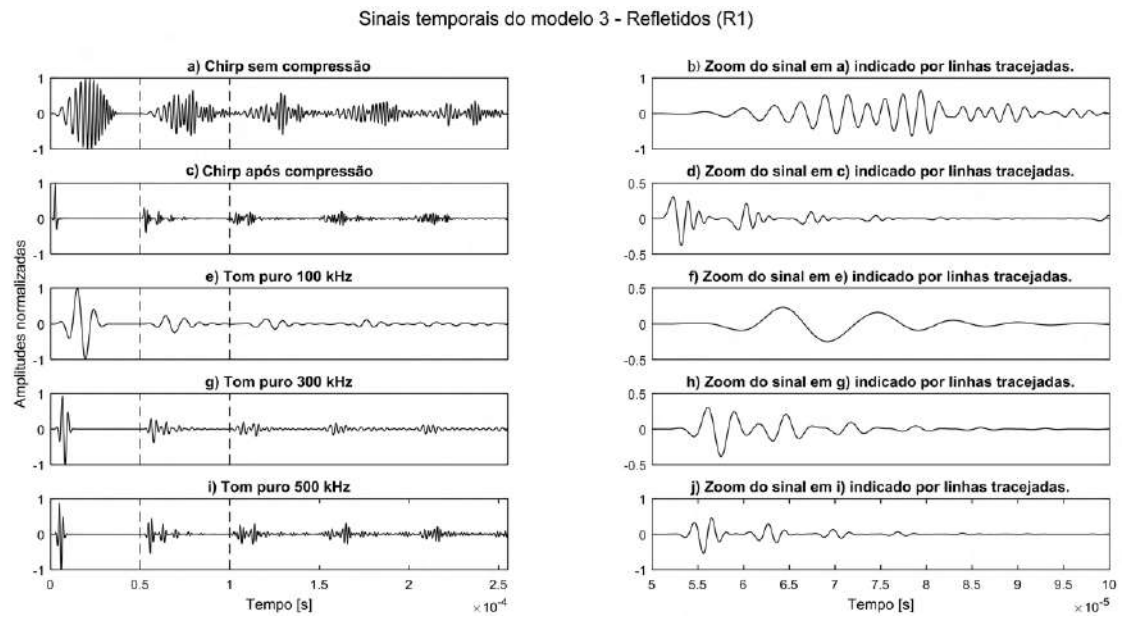 Sinais temporais do modelo 3 - Refletidos (R1)
a) Chirp sem compressão
1
0
-1
b) Zoom do sinal em a) indicado por linhas tracejadas.
1
0
-1
c) Chirp após compressão
1
0
-1
d) Zoom do sinal em c) indicado por linhas tracejadas.
0.5
0
-0.5
Amplitudes normalizadas
e) Tom puro 100 kHz
1
0
-1
f) Zoom do sinal em e) indicado por linhas tracejadas.
0.5
0
-0.5
g) Tom puro 300 kHz
1
0
-1
h) Zoom do sinal em g) indicado por linhas tracejadas.
0.5
0
-0.5
i) Tom puro 500 kHz
1
0
-1
0 0.5 1 1.5 2 2.5
Tempo [s]
×10-4
j) Zoom do sinal em i) indicado por linhas tracejadas.
1
0
-1
5 5.5 6 6.5 7 7.5 8 8.5 9 9.5 10
Tempo [s]
×10-5